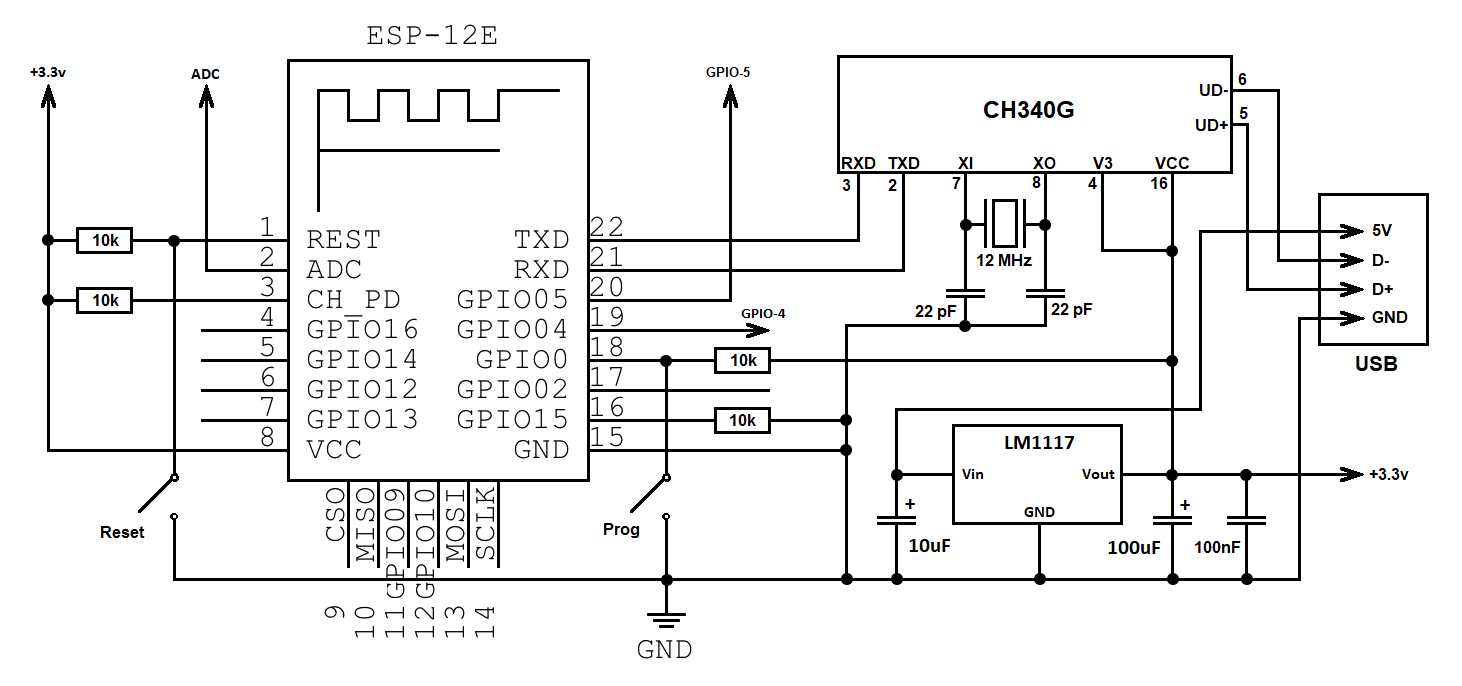 ESP-12E
+3.3v
ADC
GPIO-5
CH340G
UD- 6
UD+ 5
RXD TXD XI XO V3 VCC
3 2 7 8 4 16
10k
10k
12 MHz
22 pF
22 pF
5V
D-
D+
GND
USB
1 REST
2 ADC
3 CH_PD
4 GPIO16
5 GPIO14
6 GPIO12
7 GPIO13
8 VCC
TXD 22
RXD 21
GPIO05 20
GPIO04 19
GPIO0 18
GPIO02 17
GPIO15 16
GND 15
GPIO-4
10k
10k
CSO 9
MISO 10
GPIO09 11
GPIO10 12
MOSI 13
SCLK 14
Reset
Prog
LM1117
Vin Vout
GND
+3.3v
+
10uF
+
100uF
100nF
GND